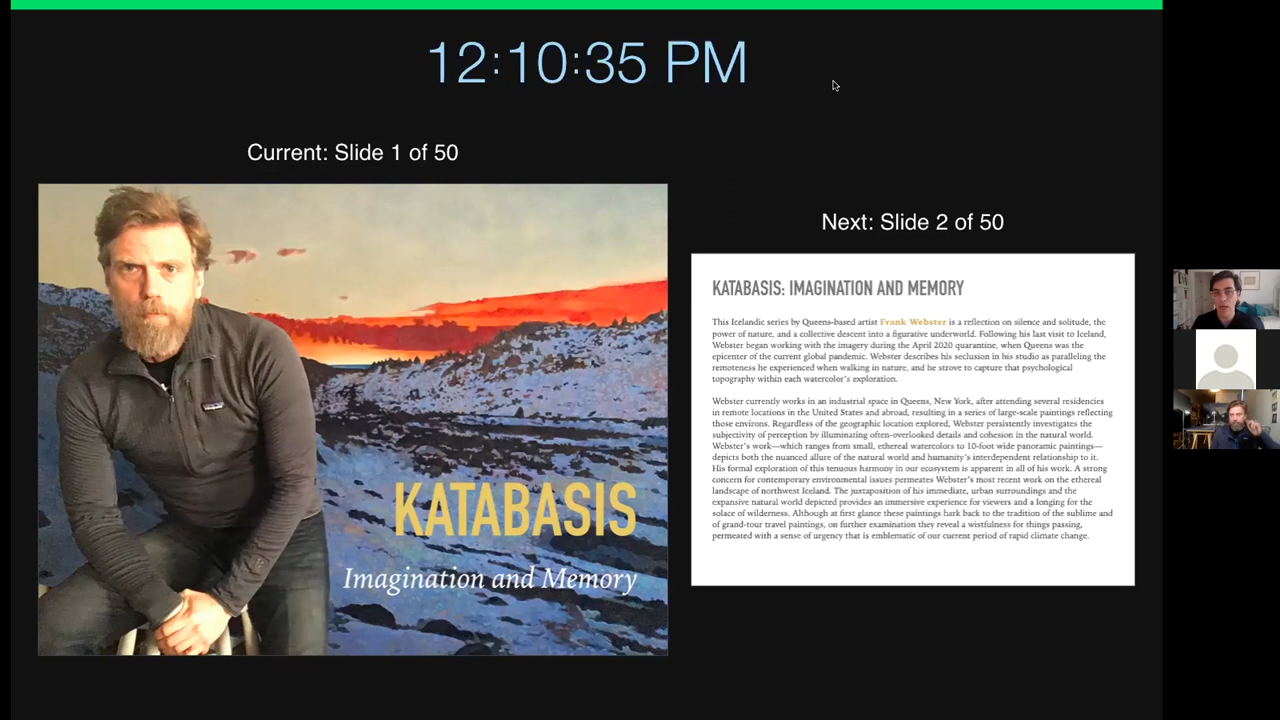 12:10:35 PM
Current: Slide 1 of 50
KATABASIS
Imagination and Memory
Next: Slide 2 of 50
KATABASIS: IMAGINATION AND MEMORY
This Icelandic series by Queens-based artist Frank Webster is a reflection on silence and solitude, the
power of nature, and a collective descent into a figurative underworld. Following his last visit to Iceland,
Webster began working with the imagery during the April 2020 quarantine, when Queens was the
epicenter of the current global pandemic. Webster describes his seclusion in his studio as paralleling the
remoteness he experienced when walking in nature, and he strove to capture that psychological
topography within each watercolor's exploration.
Webster currently works in an industrial space in Queens, New York, after attending several residencies
in remote locations in the United States and abroad, resulting in a series of large-scale paintings reflecting
those environs. Regardless of the geographic location explored, Webster persistently investigates the
subjectivity of perception by illuminating often-overlooked details and cohesion in the natural world.
Webster's work—which ranges from small, ethereal watercolors to 10-foot wide panoramic paintings—
depicts both the nuanced allure of the natural world and humanity's interdependent relationship to it.
His formal exploration of this tenuous harmony in our ecosystem is apparent in all of his work. A strong
concern for contemporary environmental issues permeates Webster's most recent work on the ethereal
landscape of northwest Iceland. The juxtaposition of his immediate, urban surroundings and the
expansive natural world depicted provides an immersive experience for viewers and a longing for the
solace of wilderness. Although at first glance these paintings hark back to the tradition of the sublime and
of grand-tour travel paintings, on further examination they reveal a wistfulness for things passing,
permeated with a sense of urgency that is emblematic of our current period of rapid climate change.